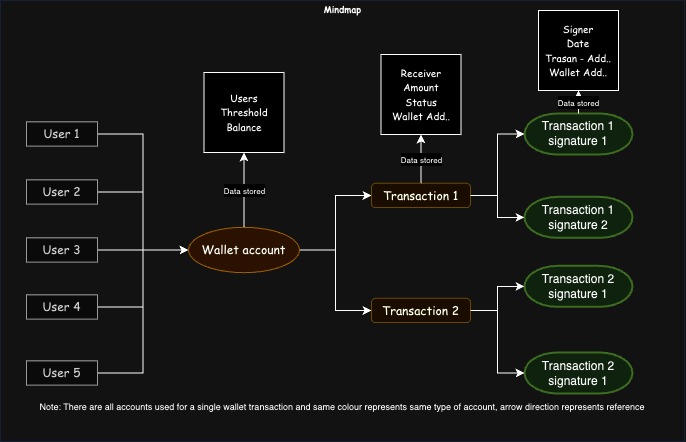 Mindmap
Signer
Date
Trasan - Add..
Wallet Add..
Data stored
Receiver
Amount
Status
Wallet Add..
Data stored
Users
Threshold
Balance
Data stored
User 1
User 2
User 3
User 4
User 5
Wallet account
Transaction 1
Transaction 2
Transaction 1
signature 1
Transaction 1
signature 2
Transaction 2
signature 1
Transaction 2
signature 1
Note: There are all accounts used for a single wallet transaction and same colour represents same type of account, arrow direction represents reference